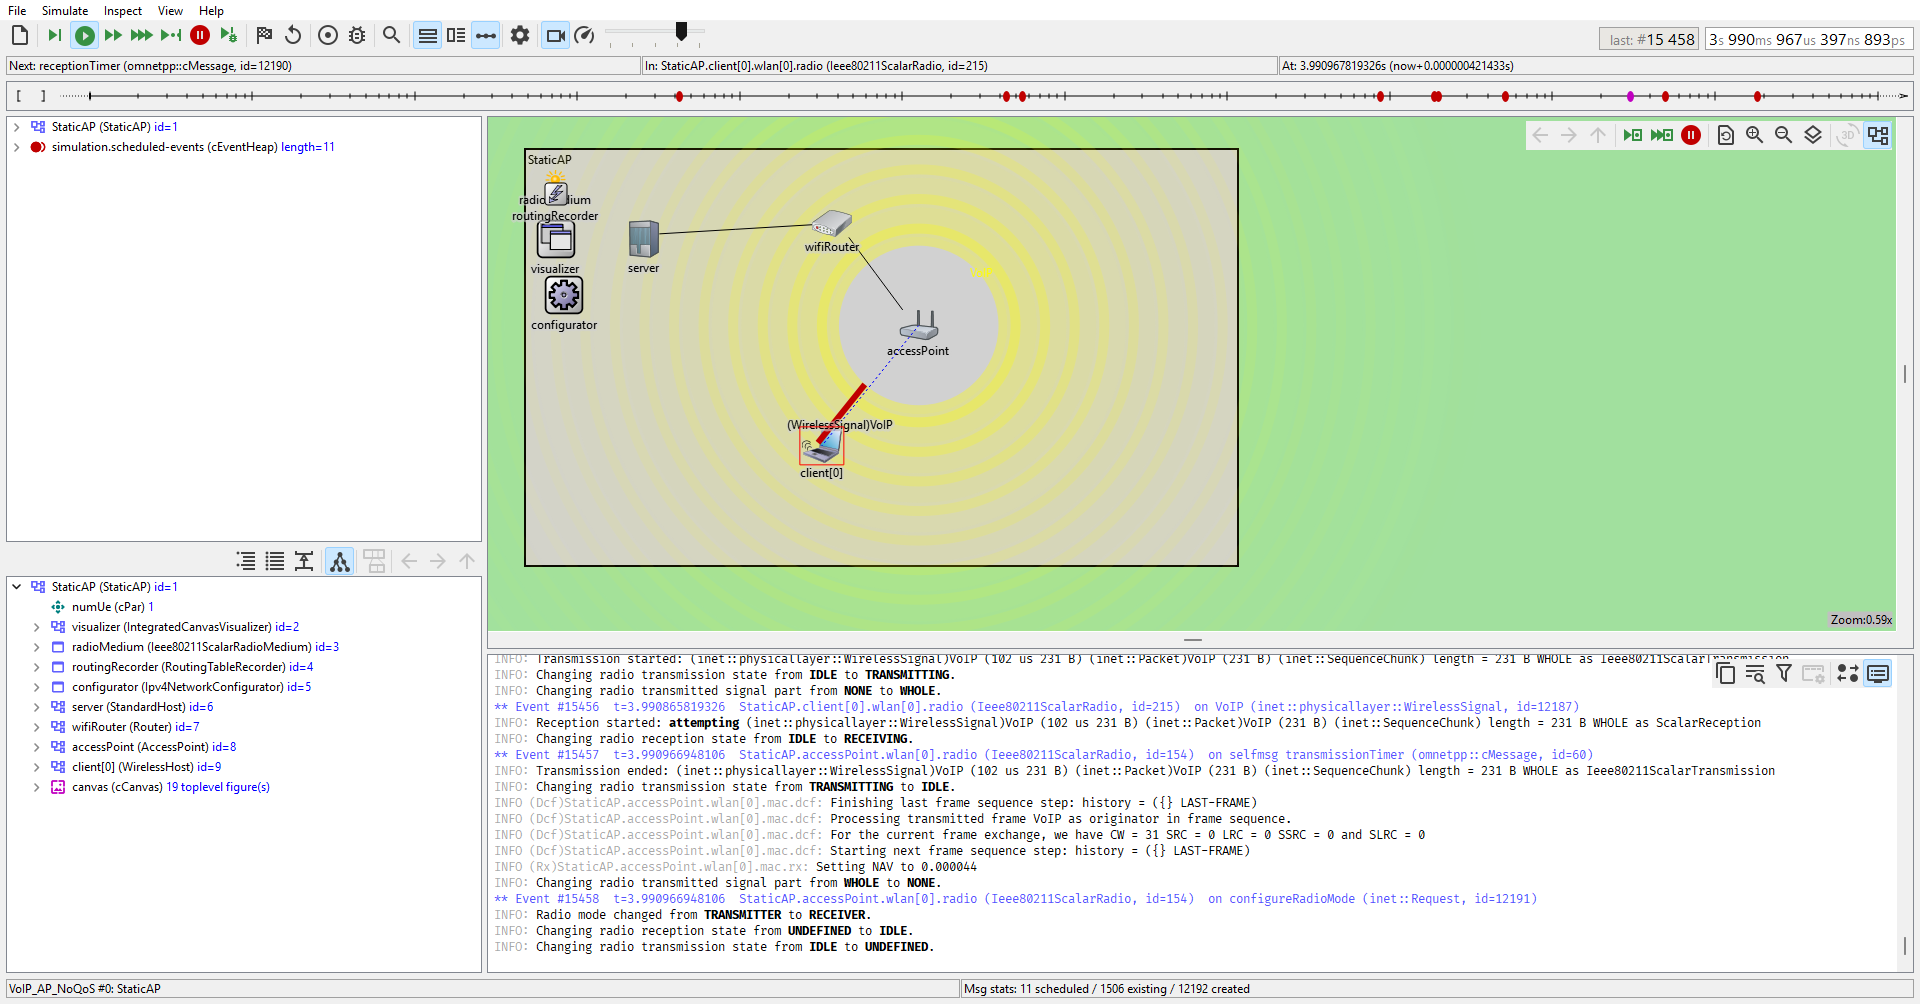 File Simulate Inspect View Help
last: #15 458 3s 990ms 967us 397ns 893ps
Next: receptionTimer (omnetpp::cMessage, id=12190) In: StaticAP.client[0].wlan[0].radio (Ieee80211ScalarRadio, id=215) At: 3.990967819326s (now+0.000000421433s)
[ ]
StaticAP (StaticAP) id=1
simulation.scheduled-events (cEventHeap) length=11
3D
StaticAP
routingRecorder
visualizer
configurator
server
wifiRouter
VoIP
accessPoint
(WirelessSignal)VoIP
client[0]
Zoom:0.59x
StaticAP (StaticAP) id=1
numUe (cPar) 1
visualizer (IntegratedCanvasVisualizer) id=2
radioMedium (Ieee80211ScalarRadioMedium) id=3
routingRecorder (RoutingTableRecorder) id=4
configurator (Ipv4NetworkConfigurator) id=5
server (StandardHost) id=6
wifiRouter (Router) id=7
accessPoint (AccessPoint) id=8
client[0] (WirelessHost) id=9
canvas (cCanvas) 19 toplevel figure(s)
INFO: Transmission started: (inet::physicallayer::WirelessSignal)VoIP (102 us 231 B) (inet::Packet)VoIP (231 B) (inet::SequenceChunk) length = 231 B WHOLE as Ieee80211ScalarTransmission
INFO: Changing radio transmission state from IDLE to TRANSMITTING.
INFO: Changing radio transmitted signal part from NONE to WHOLE.
** Event #15456 t=3.990865819326 StaticAP.client[0].wlan[0].radio (Ieee80211ScalarRadio, id=215) on VoIP (inet::physicallayer::WirelessSignal, id=12187)
INFO: Reception started: attempting (inet::physicallayer::WirelessSignal)VoIP (102 us 231 B) (inet::Packet)VoIP (231 B) (inet::SequenceChunk) length = 231 B WHOLE as ScalarReception
INFO: Changing radio reception state from IDLE to RECEIVING.
** Event #15457 t=3.990966948106 StaticAP.accessPoint.wlan[0].radio (Ieee80211ScalarRadio, id=154) on selfmsg transmissionTimer (omnetpp::cMessage, id=60)
INFO: Transmission ended: (inet::physicallayer::WirelessSignal)VoIP (102 us 231 B) (inet::Packet)VoIP (231 B) (inet::SequenceChunk) length = 231 B WHOLE as Ieee80211ScalarTransmission
INFO: Changing radio transmission state from TRANSMITTING to IDLE.
INFO (Dcf)StaticAP.accessPoint.wlan[0].mac.dcf: Finishing last frame sequence step: history = ({} LAST-FRAME)
INFO (Dcf)StaticAP.accessPoint.wlan[0].mac.dcf: Processing transmitted frame VoIP as originator in frame sequence.
INFO (Dcf)StaticAP.accessPoint.wlan[0].mac.dcf: For the current frame exchange, we have CW = 31 SRC = 0 LRC = 0 SSRC = 0 and SLRC = 0
INFO (Dcf)StaticAP.accessPoint.wlan[0].mac.dcf: Starting next frame sequence step: history = ({} LAST-FRAME)
INFO (Rx)StaticAP.accessPoint.wlan[0].mac.rx: Setting NAV to 0.000044
INFO: Changing radio transmitted signal part from WHOLE to NONE.
** Event #15458 t=3.990966948106 StaticAP.accessPoint.wlan[0].radio (Ieee80211ScalarRadio, id=154) on configureRadioMode (inet::Request, id=12191)
INFO: Radio mode changed from TRANSMITTER to RECEIVER.
INFO: Changing radio reception state from UNDEFINED to IDLE.
INFO: Changing radio transmission state from IDLE to UNDEFINED.
VoIP_AP_NoQoS #0: StaticAP Msg stats: 11 scheduled / 1506 existing / 12192 created